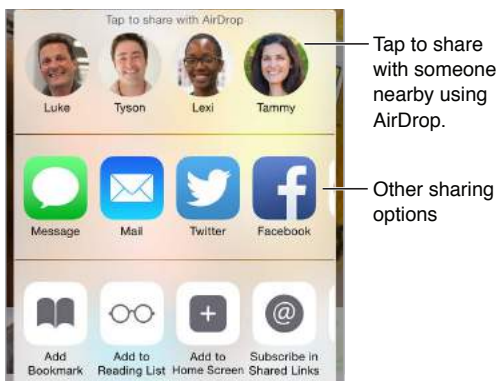 Tap to share with AirDrop
Luke Tyson Lexi Tammy
Tap to share
with someone
nearby using
AirDrop.
Message Mail Twitter Facebook
Other sharing
options
Add Add to Add to Subscribe in
Bookmark Reading List Home Screen Shared Links